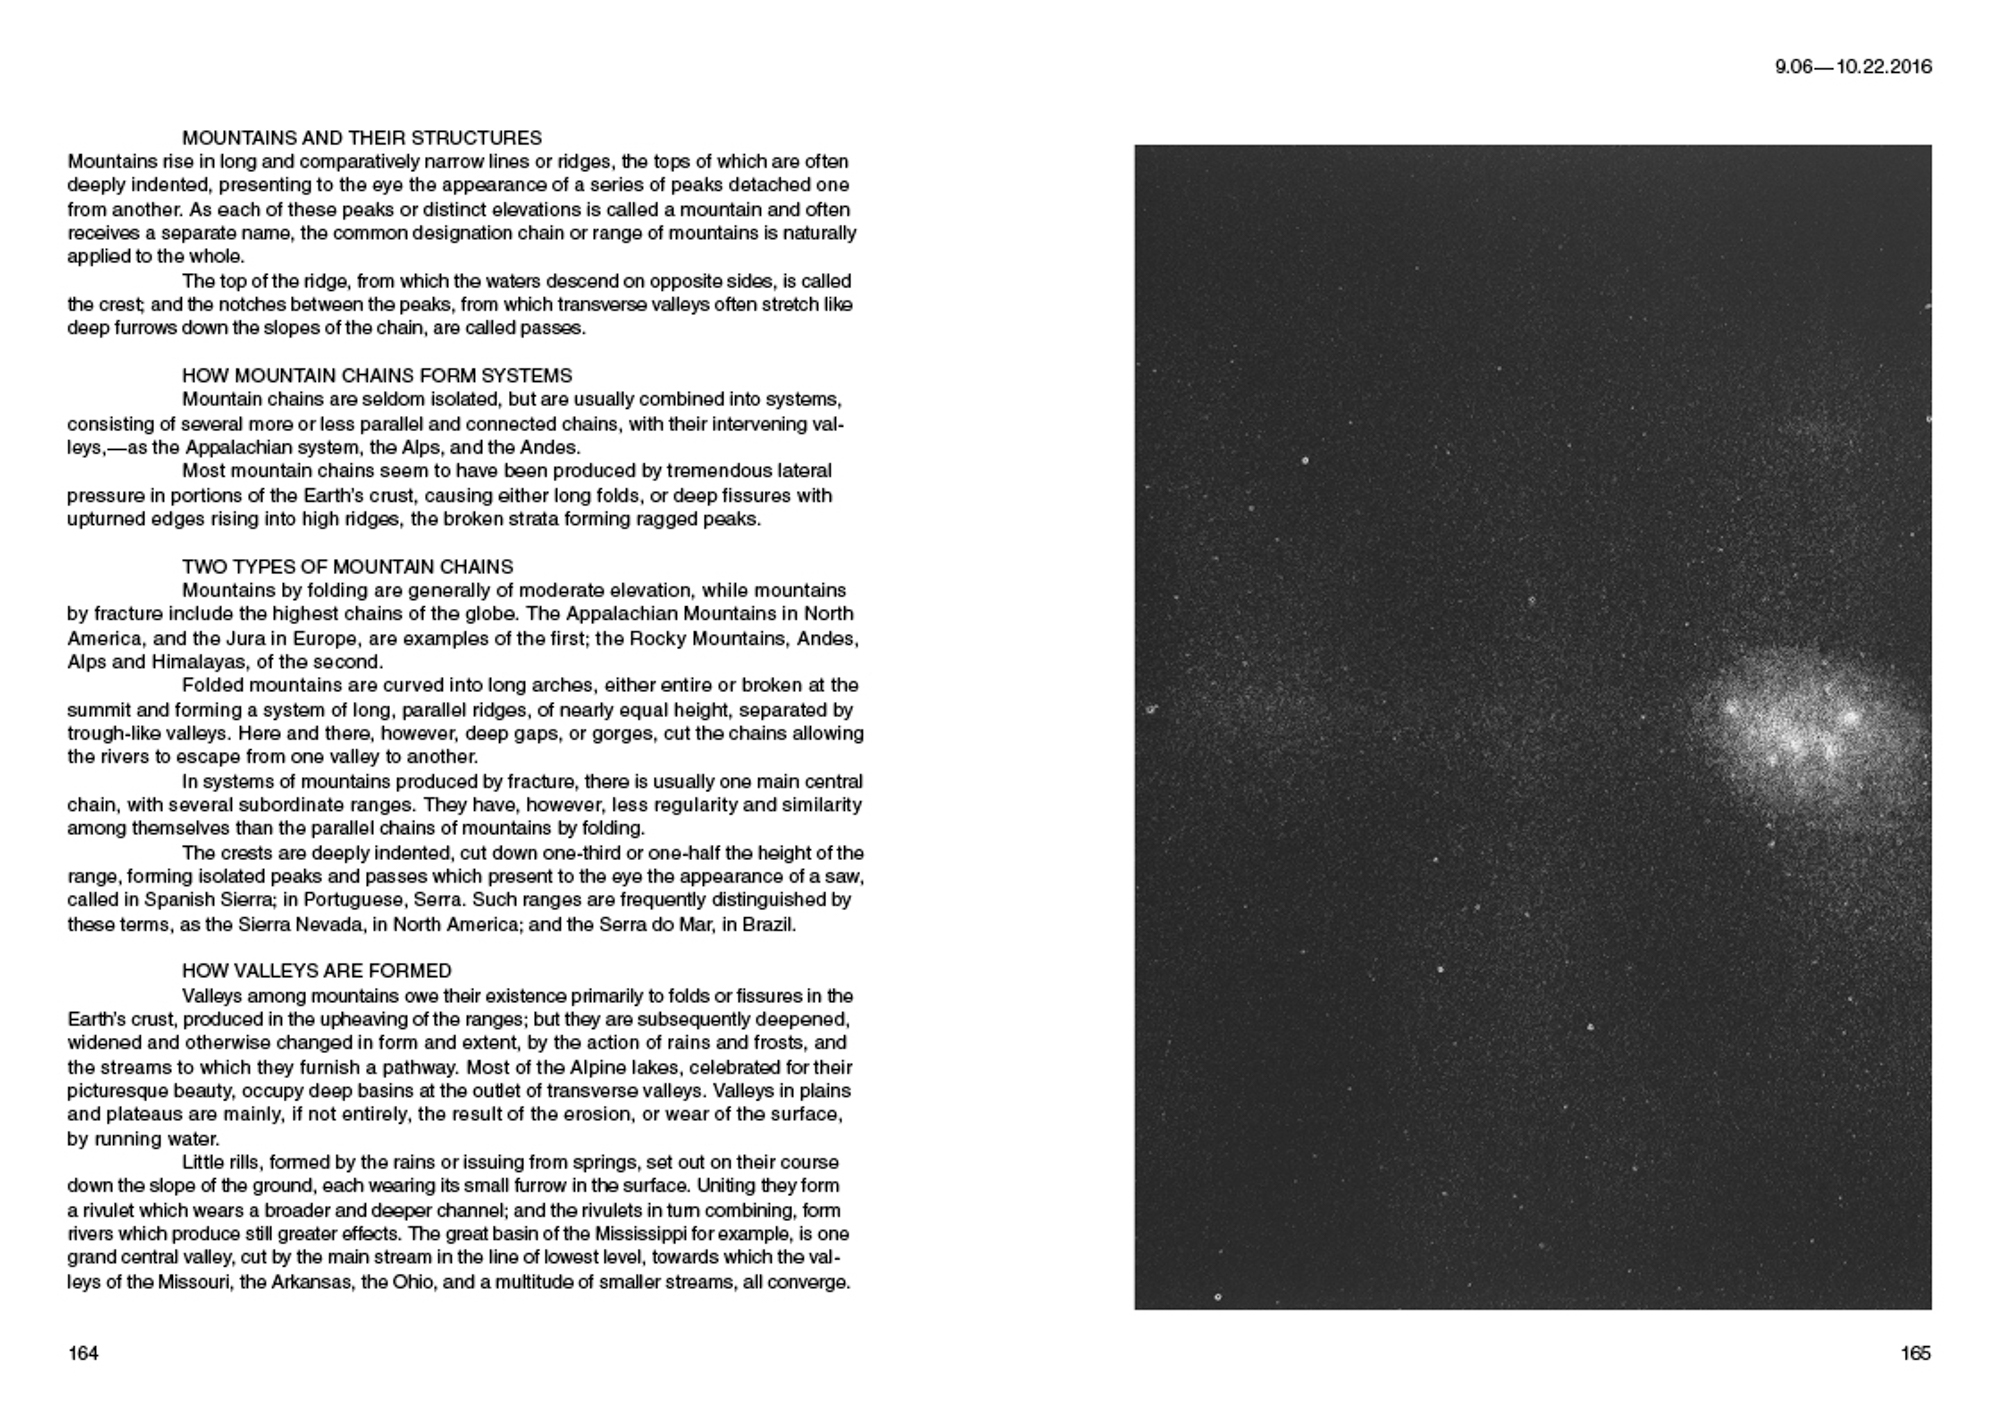 9.06—10.22.2016
MOUNTAINS AND THEIR STRUCTURES
Mountains rise in long and comparatively narrow lines or ridges, the tops of which are often
deeply indented, presenting to the eye the appearance of a series of peaks detached one
from another. As each of these peaks or distinct elevations is called a mountain and often
receives a separate name, the common designation chain or range of mountains is naturally
applied to the whole.
The top of the ridge, from which the waters descend on opposite sides, is called
the crest; and the notches between the peaks, from which transverse valleys often stretch like
deep furrows down the slopes of the chain, are called passes.
HOW MOUNTAIN CHAINS FORM SYSTEMS
Mountain chains are seldom isolated, but are usually combined into systems,
consisting of several more or less parallel and connected chains, with their intervening val-
leys,—as the Appalachian system, the Alps, and the Andes.
Most mountain chains seem to have been produced by tremendous lateral
pressure in portions of the Earth's crust, causing either long folds, or deep fissures with
upturned edges rising into high ridges, the broken strata forming ragged peaks.
TWO TYPES OF MOUNTAIN CHAINS
Mountains by folding are generally of moderate elevation, while mountains
by fracture include the highest chains of the globe. The Appalachian Mountains in North
America, and the Jura in Europe, are examples of the first; the Rocky Mountains, Andes,
Alps and Himalayas, of the second.
Folded mountains are curved into long arches, either entire or broken at the
summit and forming a system of long, parallel ridges, of nearly equal height, separated by
trough-like valleys. Here and there, however, deep gaps, or gorges, cut the chains allowing
the rivers to escape from one valley to another.
In systems of mountains produced by fracture, there is usually one main central
chain, with several subordinate ranges. They have, however, less regularity and similarity
among themselves than the parallel chains of mountains by folding.
The crests are deeply indented, cut down one-third or one-half the height of the
range, forming isolated peaks and passes which present to the eye the appearance of a saw,
called in Spanish Sierra; in Portuguese, Serra. Such ranges are frequently distinguished by
these terms, as the Sierra Nevada, in North America; and the Serra do Mar, in Brazil.
HOW VALLEYS ARE FORMED
Valleys among mountains owe their existence primarily to folds or fissures in the
Earth's crust, produced in the upheaving of the ranges; but they are subsequently deepened,
widened and otherwise changed in form and extent, by the action of rains and frosts, and
the streams to which they furnish a pathway. Most of the Alpine lakes, celebrated for their
picturesque beauty, occupy deep basins at the outlet of transverse valleys. Valleys in plains
and plateaus are mainly, if not entirely, the result of the erosion, or wear of the surface,
by running water.
Little rills, formed by the rains or issuing from springs, set out on their course
down the slope of the ground, each wearing its small furrow in the surface. Uniting they form
a rivulet which wears a broader and deeper channel; and the rivulets in turn combining, form
rivers which produce still greater effects. The great basin of the Mississippi for example, is one
grand central valley, cut by the main stream in the line of lowest level, towards which the val-
leys of the Missouri, the Arkansas, the Ohio, and a multitude of smaller streams, all converge.
164
165